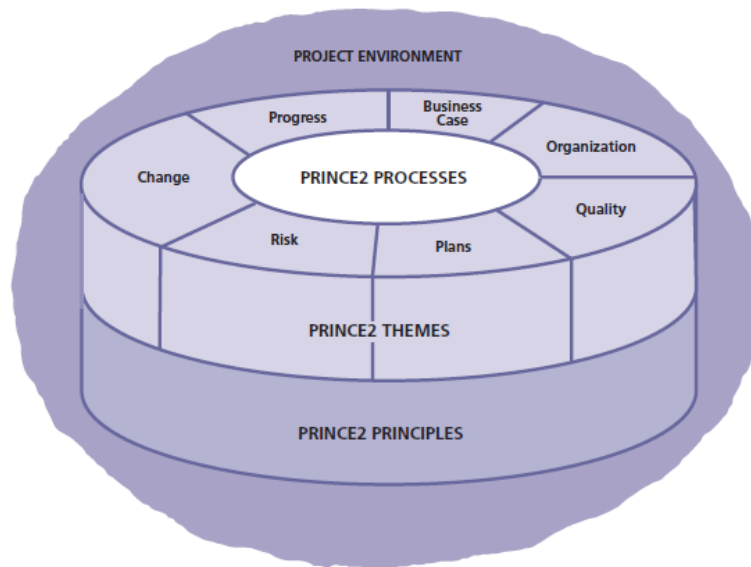 PROJECT ENVIRONMENT
Progress
Business
Case
Organization
Change
PRINCE2 PROCESSES
Quality
Risk
Plans
PRINCE2 THEMES
PRINCE2 PRINCIPLES